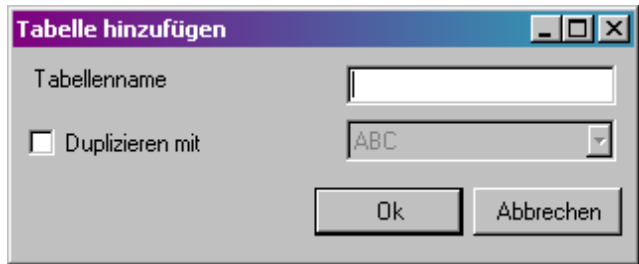 Tabelle hinzufügen
Tabellenname
Duplizieren mit ABC
Ok Abbrechen